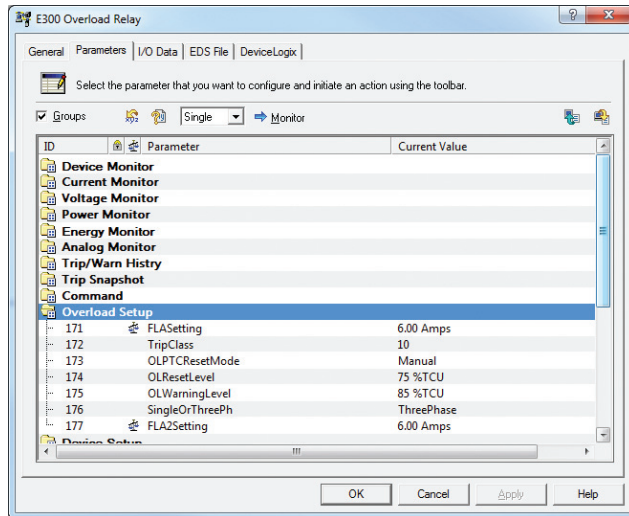 E300 Overload Relay
General Parameters I/O Data EDS File DeviceLogix
Select the parameter that you want to configure and initiate an action using the toolbar.
Groups Single Monitor
ID Parameter Current Value
Device Monitor
Current Monitor
Voltage Monitor
Power Monitor
Energy Monitor
Analog Monitor
Trip/Warn Histry
Trip Snapshot
Command
Overload Setup
171 FLASetting 6.00 Amps
172 TripClass 10
173 OLPTCResetMode Manual
174 OLResetLevel 75 %TCU
175 OLWarningLevel 85 %TCU
176 SingleOrThreePh ThreePhase
177 FLA2Setting 6.00 Amps
Device Setup
OK Cancel Apply Help